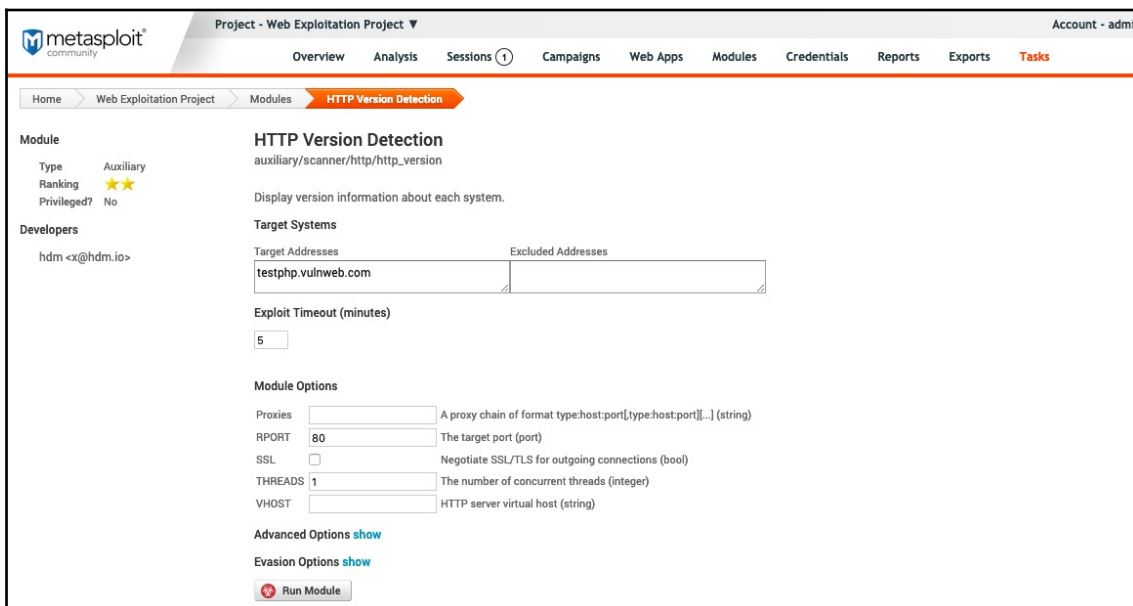 Project - Web Exploitation Project ▼
Account - admi
metasploit®
community
Overview Analysis Sessions 1 Campaigns Web Apps Modules Credentials Reports Exports Tasks
Home Web Exploitation Project Modules HTTP Version Detection
Module
Type Auxiliary
Ranking
Privileged? No
Developers
hdm <x@hdm.io>
HTTP Version Detection
auxiliary/scanner/http/http_version
Display version information about each system.
Target Systems
Target Addresses Excluded Addresses
testphp.vulnweb.com
Exploit Timeout (minutes)
5
Module Options
Proxies A proxy chain of format type:host:port[,type:host:port][...] (string)
RPORT 80 The target port (port)
SSL Negotiate SSL/TLS for outgoing connections (bool)
THREADS 1 The number of concurrent threads (integer)
VHOST HTTP server virtual host (string)
Advanced Options show
Evasion Options show
Run Module